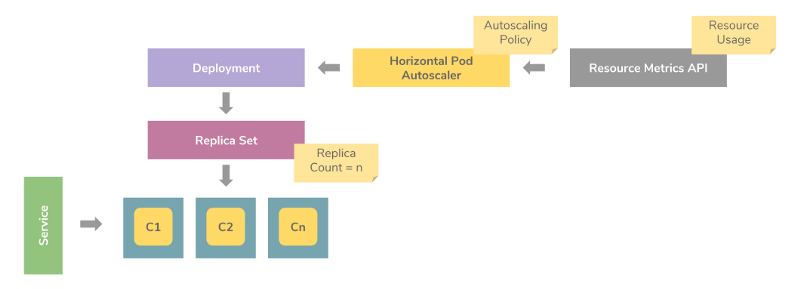 Autoscaling
Policy
Resource
Usage
Deployment
Horizontal Pod
Autoscaler
Resource Metrics API
Replica Set
Replica
Count = n
Service
C1
C2
Cn